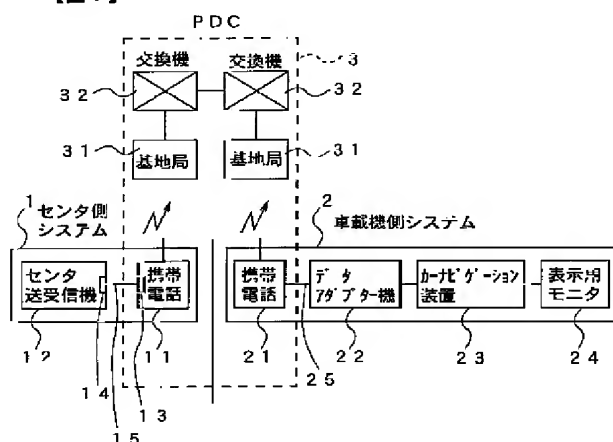 PDC
交換機 交換機 3
32 32
31 基地局 基地局 31
1 センタ側
システム
2 車載機側システム
センタ
送受信機
携帯
電話
携帯
電話
データ
アダプター機
カーナビゲーション
装置
表示用
モニタ
12 14 13 11 21 25 22 23 24
15